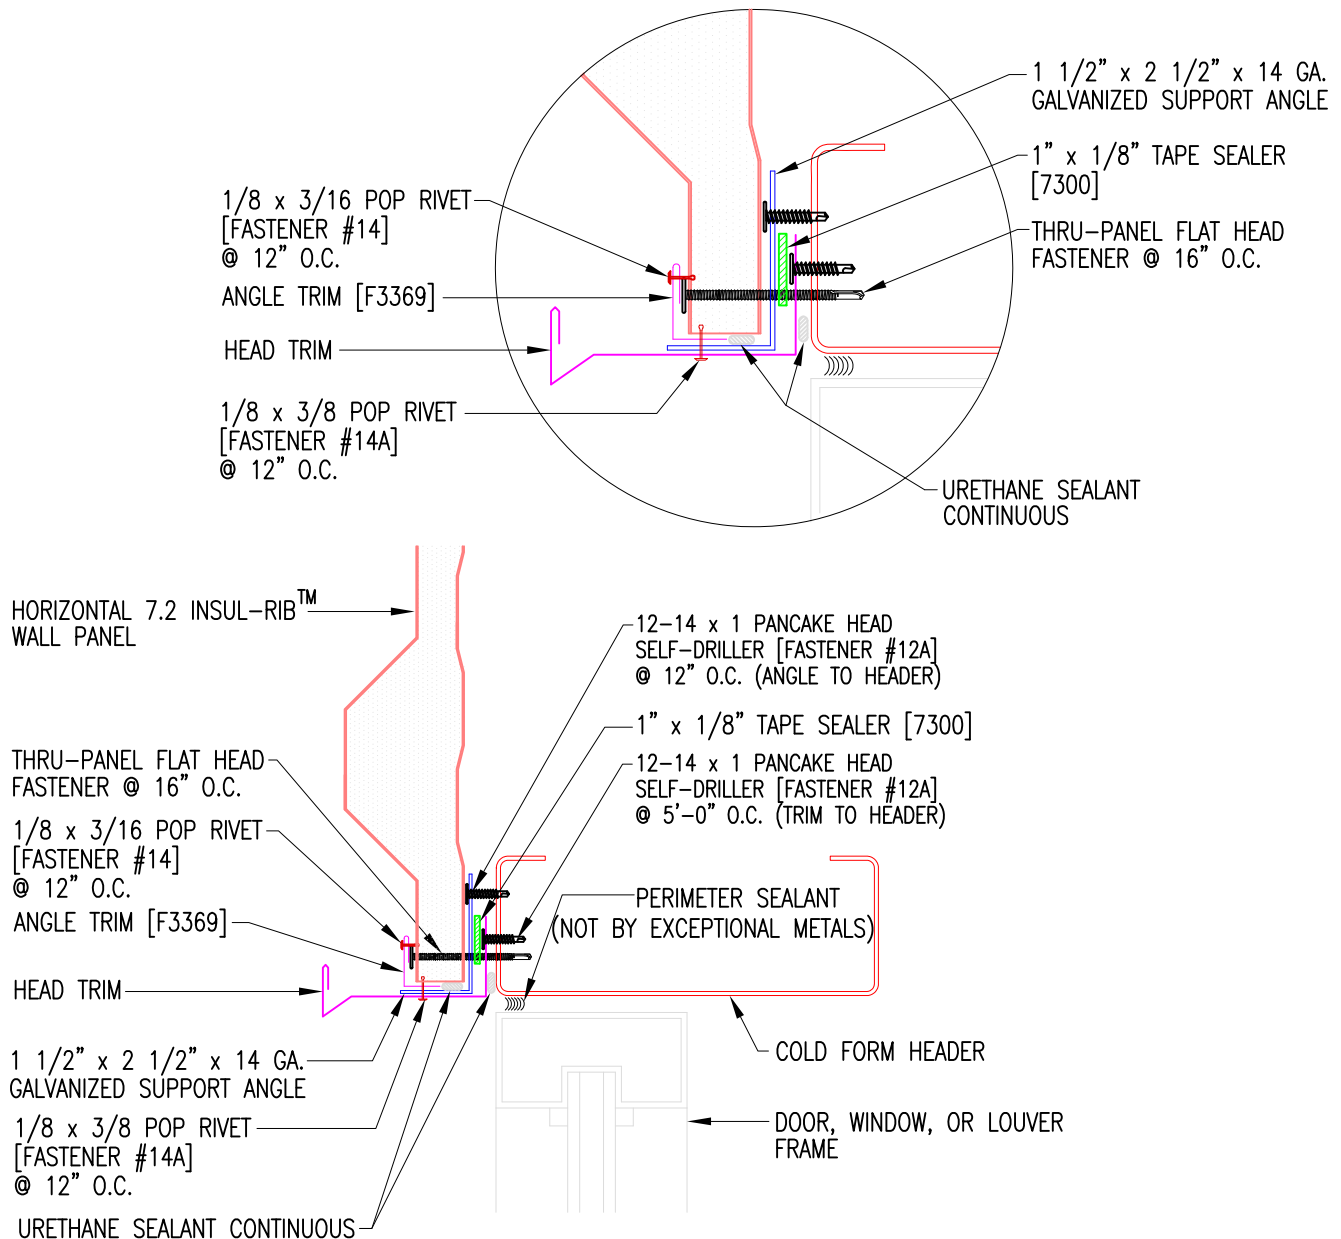 1 1/2” x 2 1/2” x 14 GA.
GALVANIZED SUPPORT ANGLE
1” x 1/8” TAPE SEALER
[7300]
THRU-PANEL FLAT HEAD
FASTENER @ 16” O.C.
1/8 x 3/16 POP RIVET
[FASTENER #14]
@ 12” O.C.
ANGLE TRIM [F3369]
HEAD TRIM
1/8 x 3/8 POP RIVET
[FASTENER #14A]
@ 12” O.C.
URETHANE SEALANT
CONTINUOUS
HORIZONTAL 7.2 INSUL-RIB™
WALL PANEL
THRU-PANEL FLAT HEAD
FASTENER @ 16” O.C.
1/8 x 3/16 POP RIVET
[FASTENER #14]
@ 12” O.C.
ANGLE TRIM [F3369]
HEAD TRIM
1 1/2” x 2 1/2” x 14 GA.
GALVANIZED SUPPORT ANGLE
1/8 x 3/8 POP RIVET
[FASTENER #14A]
@ 12” O.C.
URETHANE SEALANT CONTINUOUS
12-14 x 1 PANCAKE HEAD
SELF-DRILLER [FASTENER #12A]
@ 12” O.C. (ANGLE TO HEADER)
1” x 1/8” TAPE SEALER [7300]
12-14 x 1 PANCAKE HEAD
SELF-DRILLER [FASTENER #12A]
@ 5’-0” O.C. (TRIM TO HEADER)
PERIMETER SEALANT
(NOT BY EXCEPTIONAL METALS)
COLD FORM HEADER
DOOR, WINDOW, OR LOUVER
FRAME